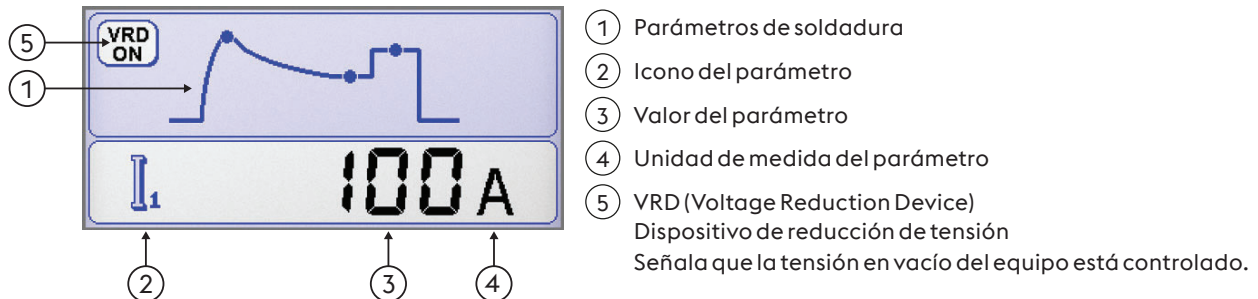 5
VRD
ON
1
I1
100 A
2
3
4
1 Parámetros de soldadura
2 Icono del parámetro
3 Valor del parámetro
4 Unidad de medida del parámetro
5 VRD (Voltage Reduction Device)
Dispositivo de reducción de tensión
Señala que la tensión en vacío del equipo está controlado.